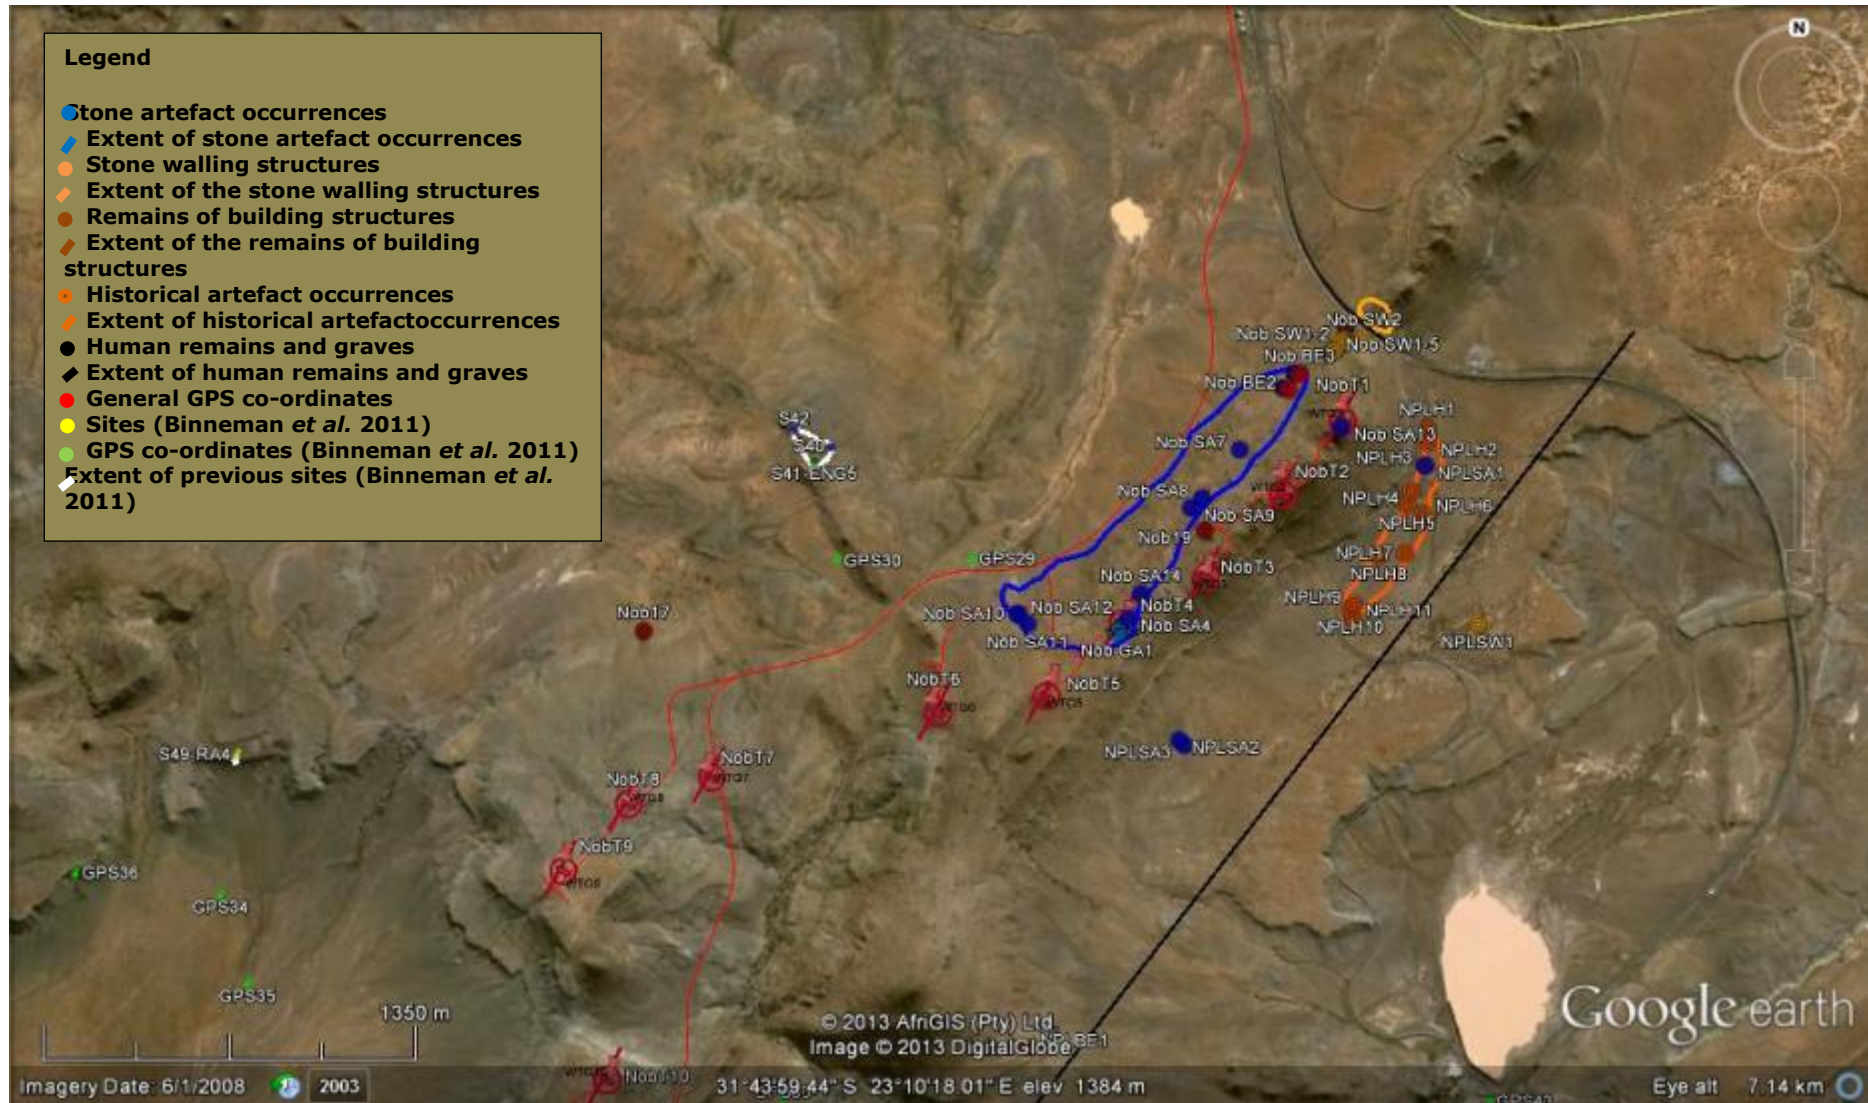 Legend
Stone artefact occurrences
Extent of stone artefact occurrences
Stone walling structures
Extent of the stone walling structures
Remains of building structures
Extent of the remains of building
structures
Historical artefact occurrences
Extent of historical artefactoccurrences
Human remains and graves
Extent of human remains and graves
General GPS co-ordinates
Sites (Binneman et al. 2011)
GPS co-ordinates (Binneman et al. 2011)
Extent of previous sites (Binneman et al.
2011)
N
Nob SW2
Nob SW1-2
Nob SW1-5
Nob BE3
Nob BE2
NobT1
NPLH1
S42
S40
Nob SA7
Nob SA13
NPLH2
NPLH3
S41-ENG5
NobT2
NPLSA1
Nob SA8
NPLH4
NPLH6
Nob SA9
NPLH5
Nob19
GPS30
GPS29
NPLH7
NobT3
NPLH8
Nob SA14
NPLH9
Nob17
Nob SA10
Nob SA12
NobT4
NPLH11
Nob SA4
NPLH10
Nob SA11
Nob GA1
NPLSW1
NobT6
NobT5
NPLSA3
NPLSA2
S49-RA4
NobT7
NobT8
NobT9
GPS36
GPS34
GPS35
1350 m
© 2013 AfriGIS (Pty) Ltd.
Image © 2013 DigitalGlobe
Google earth
NobT10
Imagery Date: 6/1/2008
2003
31°43'59.44" S 23°10'18.01" E elev 1384 m
Eye alt 7.14 km